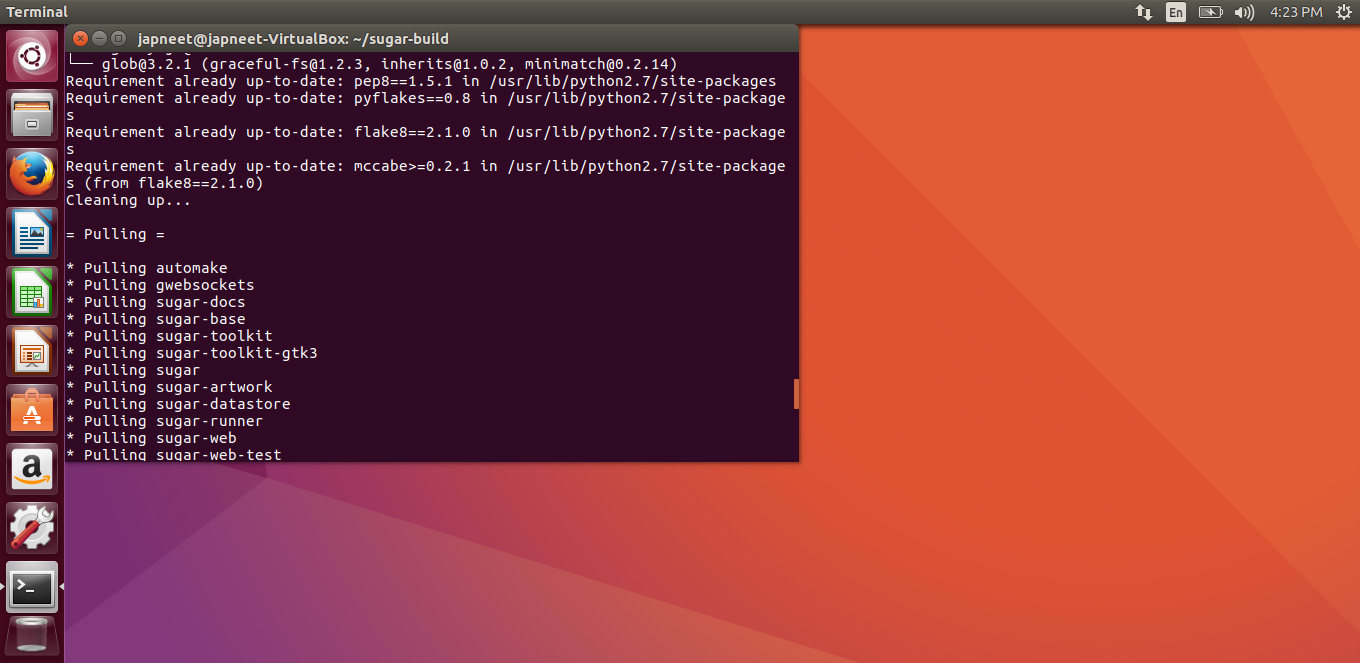 Terminal
En
4:23 PM
japneet@japneet-VirtualBox: ~/sugar-build
└── glob@3.2.1 (graceful-fs@1.2.3, inherits@1.0.2, minimatch@0.2.14)
Requirement already up-to-date: pep8==1.5.1 in /usr/lib/python2.7/site-packages
Requirement already up-to-date: pyflakes==0.8 in /usr/lib/python2.7/site-package
s
Requirement already up-to-date: flake8==2.1.0 in /usr/lib/python2.7/site-package
s
Requirement already up-to-date: mccabe>=0.2.1 in /usr/lib/python2.7/site-package
s (from flake8==2.1.0)
Cleaning up...
= Pulling =
* Pulling automake
* Pulling gwebsockets
* Pulling sugar-docs
* Pulling sugar-base
* Pulling sugar-toolkit
* Pulling sugar-toolkit-gtk3
* Pulling sugar
* Pulling sugar-artwork
* Pulling sugar-datastore
* Pulling sugar-runner
* Pulling sugar-web
* Pulling sugar-web-test